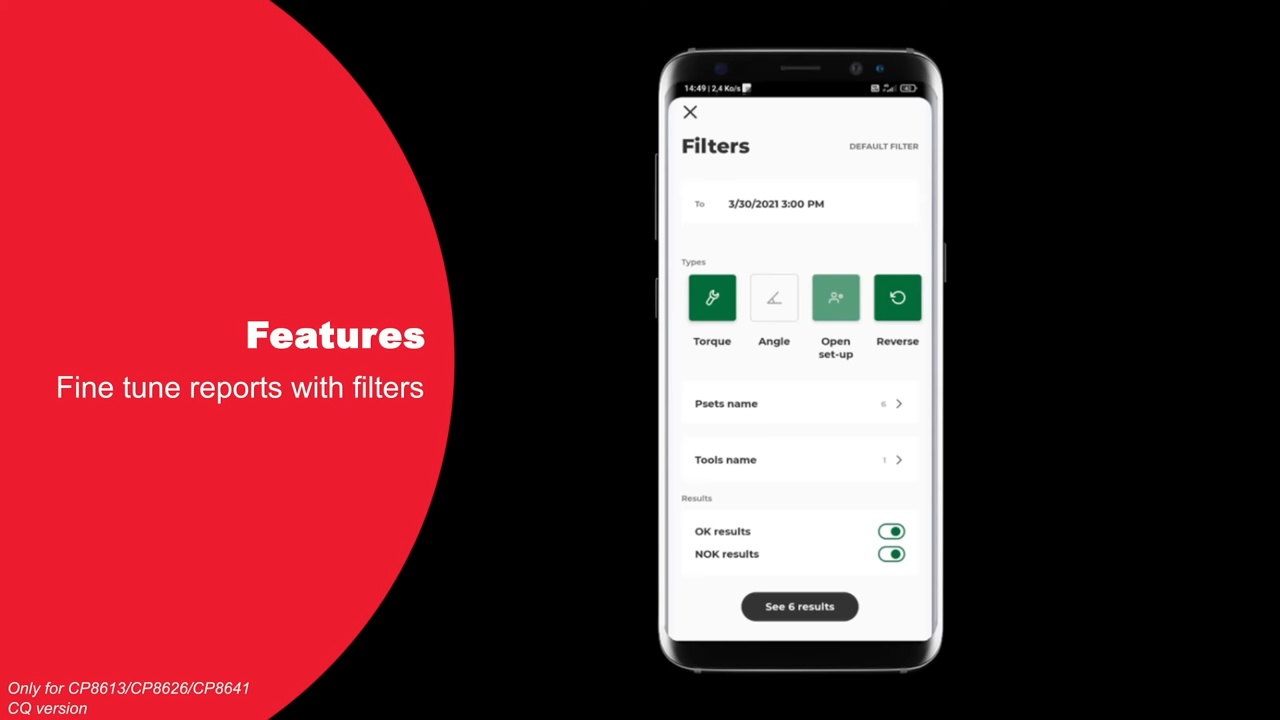 Features
Fine tune reports with filters
Only for CP8613/CP8626/CP8641
CQ version
14:49 | 2,4 Ko/s
Filters
DEFAULT FILTER
To 3/30/2021 3:00 PM
Types
Torque Angle Open Reverse
set-up
Psets name 6
Tools name 1
Results
OK results
NOK results
See 6 results